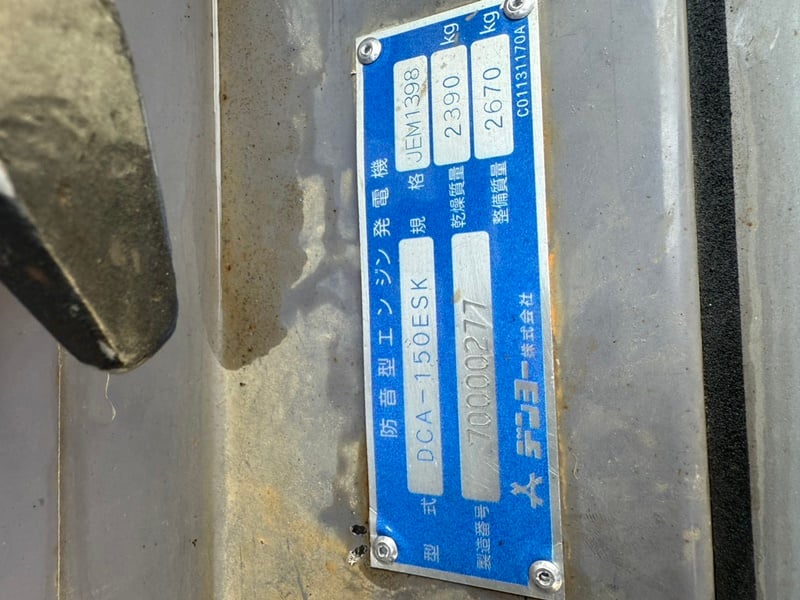 防音型エンジン発電機
型式 DCA-150ESK
規格 JEM1398
製造番号 70000277
乾燥質量 2390 kg
整備質量 2670 kg
デンヨー株式会社
C01131170A